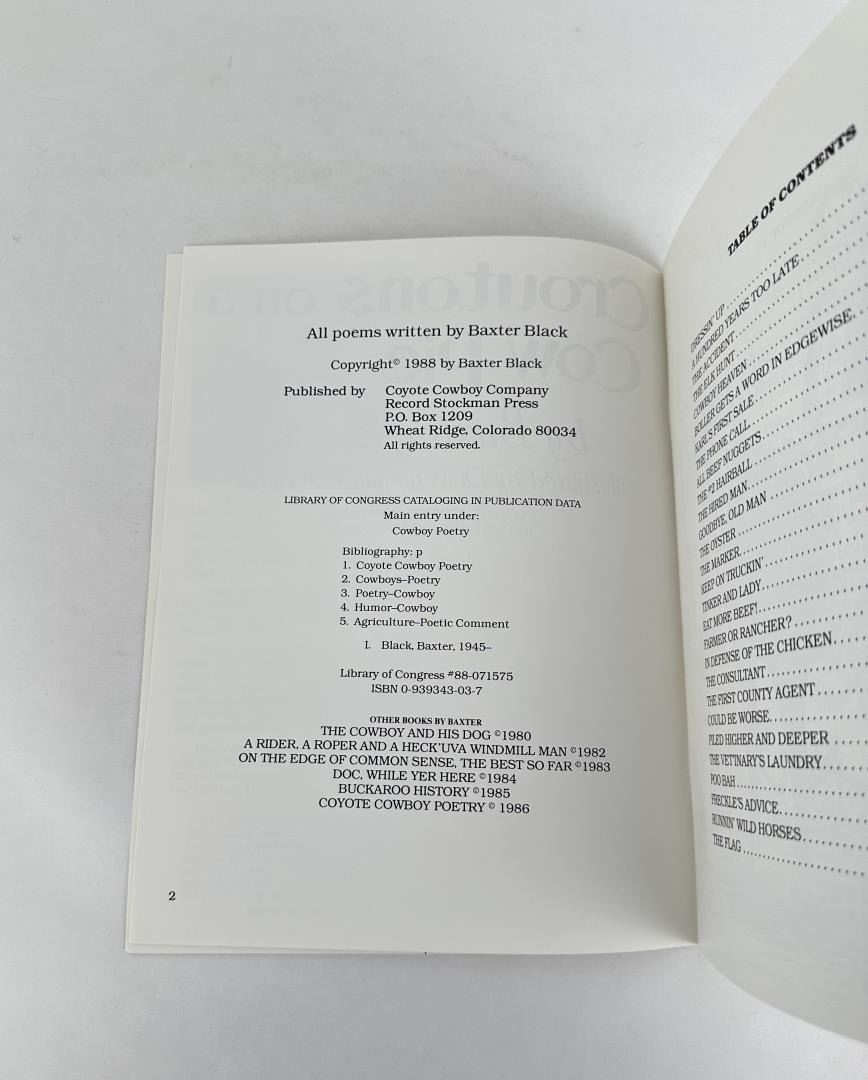 All poems written by Baxter Black
Copyright© 1988 by Baxter Black
Published by Coyote Cowboy Company
Record Stockman Press
P.O. Box 1209
Wheat Ridge, Colorado 80034
All rights reserved.
LIBRARY OF CONGRESS CATALOGING IN PUBLICATION DATA
Main entry under:
Cowboy Poetry
Bibliography: p
1. Coyote Cowboy Poetry
2. Cowboys–Poetry
3. Poetry–Cowboy
4. Humor–Cowboy
5. Agriculture–Poetic Comment
I. Black, Baxter, 1945–
Library of Congress #88-071575
ISBN 0-939343-03-7
OTHER BOOKS BY BAXTER
THE COWBOY AND HIS DOG ©1980
A RIDER, A ROPER AND A HECK'UVA WINDMILL MAN ©1982
ON THE EDGE OF COMMON SENSE, THE BEST SO FAR ©1983
DOC, WHILE YER HERE ©1984
BUCKAROO HISTORY ©1985
COYOTE COWBOY POETRY © 1986
2
TABLE OF CONTENTS
DRESSIN' UP
A HUNDRED YEARS TOO LATE
THE ACCIDENT
THE ELK HUNT
COWBOY HEAVEN
ROLLER GETS A WORD IN EDGEWISE.
KARL'S FIRST SALE
THE PHONE CALL
ALL BEEF NUGGETS
THE #2 HAIRBALL
THE HIRED MAN
GOODBYE, OLD MAN
THE OYSTER
THE MARKER
KEEP ON TRUCKIN'
TINKER AND LADY
EAT MORE BEEF!
FARMER OR RANCHER?
IN DEFENSE OF THE CHICKEN
THE CONSULTANT
THE FIRST COUNTY AGENT
COULD BE WORSE
PILED HIGHER AND DEEPER
THE VET'INARY'S LAUNDRY
POO BAH
FRECKLE'S ADVICE
RUNNIN' WILD HORSES
THE FLAG